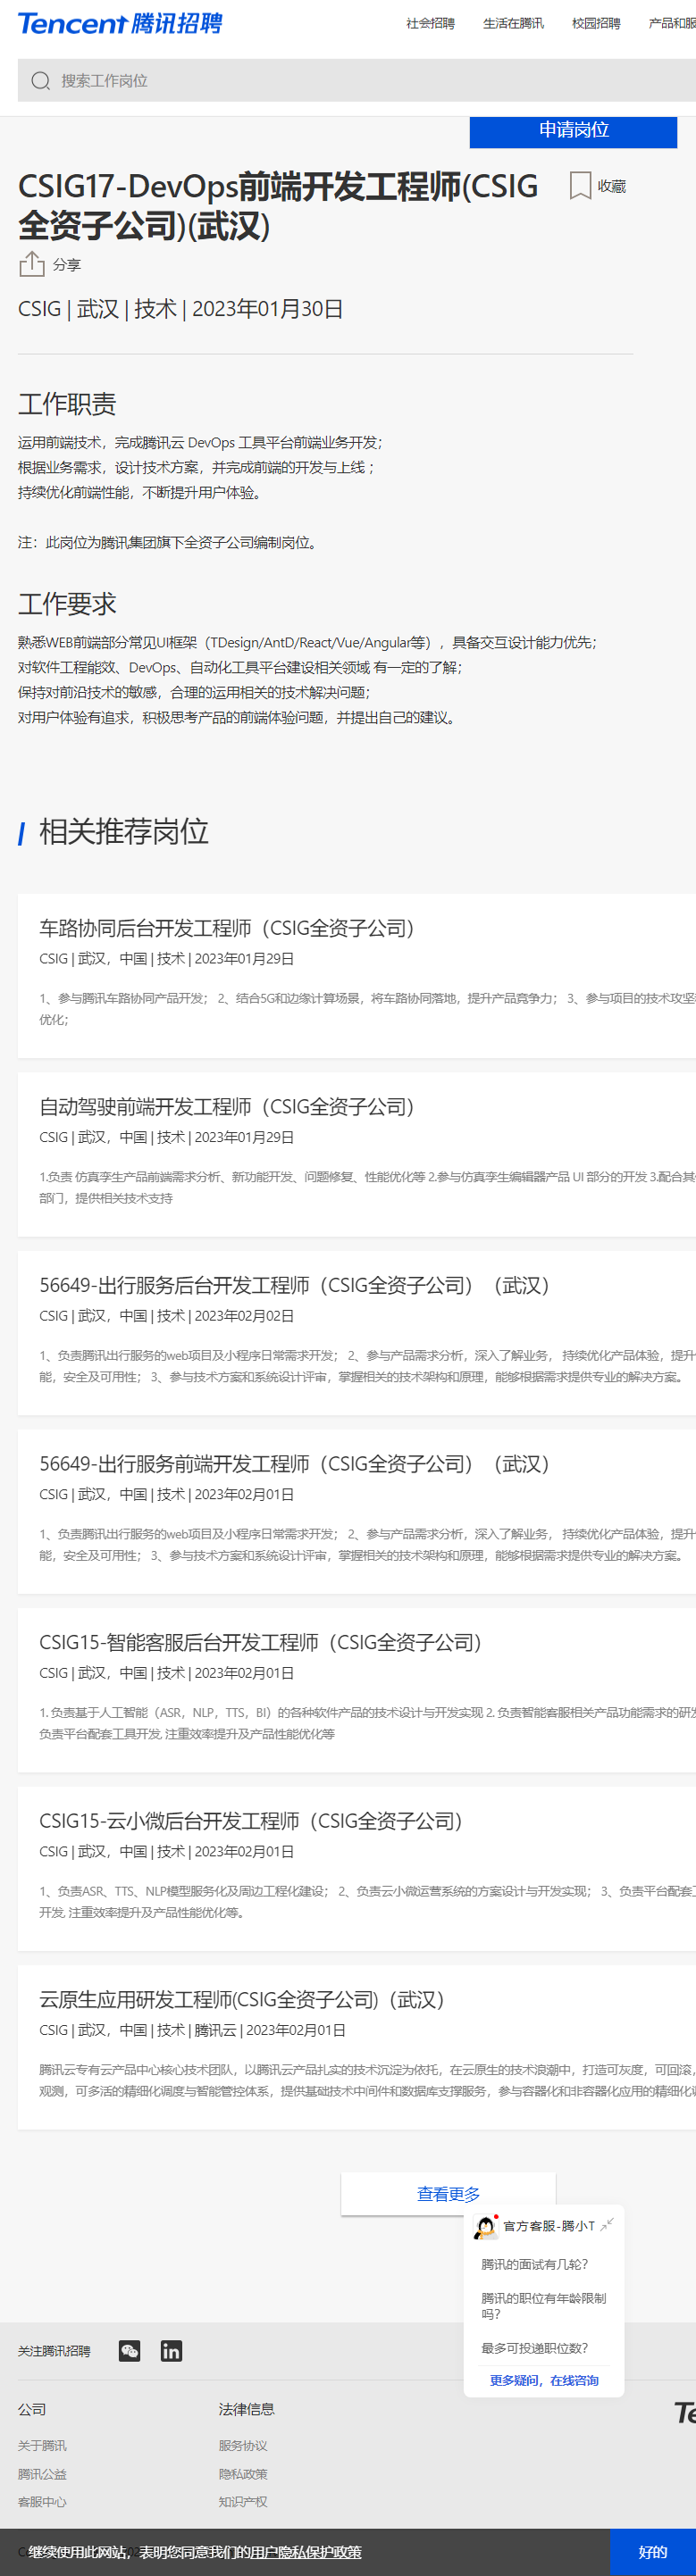 Tencent 腾讯招聘
社会招聘 生活在腾讯 校园招聘 产品和服
搜索工作岗位
申请岗位
CSIG17-DevOps前端开发工程师(CSIG
全资子公司)(武汉)
收藏
分享
CSIG | 武汉 | 技术 | 2023年01月30日
工作职责
运用前端技术，完成腾讯云 DevOps 工具平台前端业务开发；
根据业务需求，设计技术方案，并完成前端的开发与上线；
持续优化前端性能，不断提升用户体验。
注：此岗位为腾讯集团旗下全资子公司编制岗位。
工作要求
熟悉WEB前端部分常见UI框架（TDesign/AntD/React/Vue/Angular等），具备交互设计能力优先；
对软件工程能效、DevOps、自动化工具平台建设相关领域 有一定的了解；
保持对前沿技术的敏感，合理的运用相关的技术解决问题；
对用户体验有追求，积极思考产品的前端体验问题，并提出自己的建议。
相关推荐岗位
车路协同后台开发工程师（CSIG全资子公司）
CSIG | 武汉，中国 | 技术 | 2023年01月29日
1、参与腾讯车路协同产品开发； 2、结合5G和边缘计算场景，将车路协同落地，提升产品竞争力； 3、参与项目的技术攻坚
优化；
自动驾驶前端开发工程师（CSIG全资子公司）
CSIG | 武汉，中国 | 技术 | 2023年01月29日
1.负责 仿真孪生产品前端需求分析、新功能开发、问题修复、性能优化等 2.参与仿真孪生编辑器产品 UI 部分的开发 3.配合其
部门，提供相关技术支持
56649-出行服务后台开发工程师（CSIG全资子公司）（武汉）
CSIG | 武汉，中国 | 技术 | 2023年02月02日
1、负责腾讯出行服务的web项目及小程序日常需求开发； 2、参与产品需求分析，深入了解业务， 持续优化产品体验，提升
能，安全及可用性； 3、参与技术方案和系统设计评审，掌握相关的技术架构和原理，能够根据需求提供专业的解决方案。
56649-出行服务前端开发工程师（CSIG全资子公司）（武汉）
CSIG | 武汉，中国 | 技术 | 2023年02月01日
1、负责腾讯出行服务的web项目及小程序日常需求开发； 2、参与产品需求分析，深入了解业务， 持续优化产品体验，提升
能，安全及可用性； 3、参与技术方案和系统设计评审，掌握相关的技术架构和原理，能够根据需求提供专业的解决方案。
CSIG15-智能客服后台开发工程师（CSIG全资子公司）
CSIG | 武汉，中国 | 技术 | 2023年02月01日
1. 负责基于人工智能（ASR，NLP，TTS，BI）的各种软件产品的技术设计与开发实现 2. 负责智能客服相关产品功能需求的研发
负责平台配套工具开发, 注重效率提升及产品性能优化等
CSIG15-云小微后台开发工程师（CSIG全资子公司）
CSIG | 武汉，中国 | 技术 | 2023年02月01日
1、负责ASR、TTS、NLP模型服务化及周边工程化建设； 2、负责云小微运营系统的方案设计与开发实现； 3、负责平台配套工
开发, 注重效率提升及产品性能优化等。
云原生应用研发工程师(CSIG全资子公司)（武汉）
CSIG | 武汉，中国 | 技术 | 腾讯云 | 2023年02月01日
腾讯云专有云产品中心核心技术团队，以腾讯云产品扎实的技术沉淀为依托，在云原生的技术浪潮中，打造可灰度，可回滚，
观测，可多活的精细化调度与智能管控体系，提供基础技术中间件和数据库支撑服务，参与容器化和非容器化应用的精细化调
查看更多
官方客服-腾小T
腾讯的面试有几轮？
腾讯的职位有年龄限制
吗？
最多可投递职位数？
更多疑问，在线咨询
关注腾讯招聘
公司 法律信息
关于腾讯 服务协议
腾讯公益 隐私政策
客服中心 知识产权
继续使用此网站，表明您同意我们的用户隐私保护政策
好的